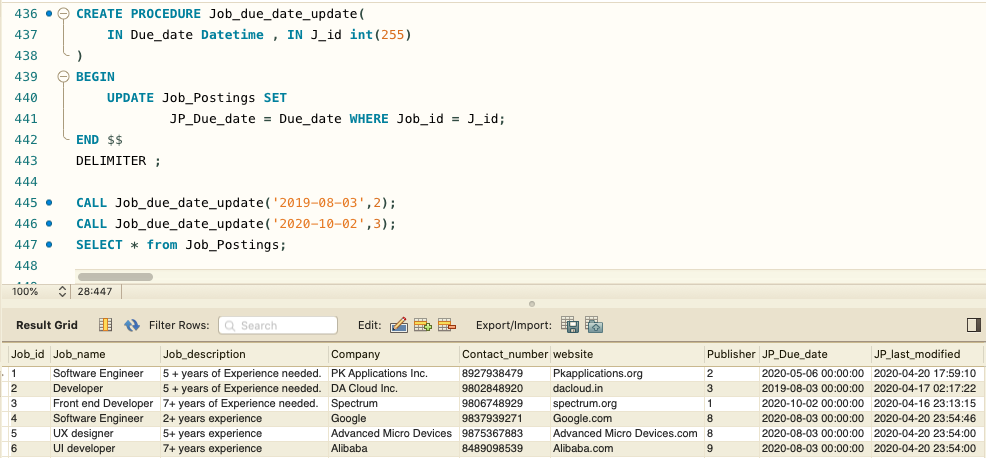 436 CREATE PROCEDURE Job_due_date_update(
437 IN Due_date Datetime , IN J_id int(255)
438 )
439 BEGIN
440 UPDATE Job_Postings SET
441 JP_Due_date = Due_date WHERE Job_id = J_id;
442 END $$
443 DELIMITER ;
444
445 CALL Job_due_date_update('2019-08-03',2);
446 CALL Job_due_date_update('2020-10-02',3);
447 SELECT * from Job_Postings;
448
100% 28:447
Result Grid Filter Rows: Search Edit: Export/Import:
Job_id Job_name Job_description Company Contact_number website Publisher JP_Due_date JP_last_modified
1 Software Engineer 5 + years of Experience needed. PK Applications Inc. 8927938479 Pkapplications.org 2 2020-05-06 00:00:00 2020-04-20 17:59:10
2 Developer 5 + years of Experience needed. DA Cloud Inc. 9802848920 dacloud.in 3 2019-08-03 00:00:00 2020-04-17 02:17:22
3 Front end Developer 7+ years of Experience needed. Spectrum 9806748929 spectrum.org 1 2020-10-02 00:00:00 2020-04-16 23:13:15
4 Software Engineer 2+ years experience Google 9837939271 Google.com 8 2020-08-03 00:00:00 2020-04-20 23:54:46
5 UX designer 5+ years experience Advanced Micro Devices 9875367883 Advanced Micro Devices.com 8 2020-08-03 00:00:00 2020-04-20 23:54:00
6 UI developer 7+ years experience Alibaba 8489098539 Alibaba.com 9 2020-08-03 00:00:00 2020-04-20 23:54:00